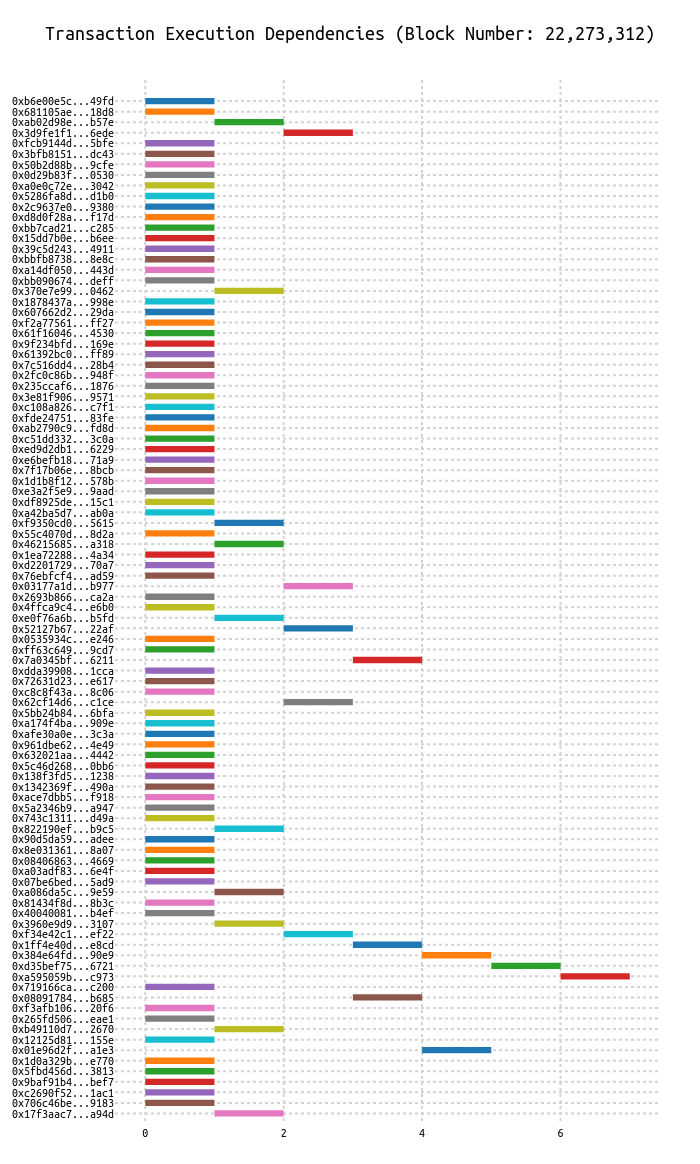 Transaction Execution Dependencies (Block Number: 22,273,312)
0xb6e00e5c...49fd
0x681105ae...18d8
0xab02d98e...b57e
0x3d9fe1f1...6ede
0xfcb9144d...5bfe
0x3bfb8151...dc43
0x50b2d88b...9cfe
0x0d29b83f...0530
0xa0e0c72e...3042
0x5286fa8d...d1b0
0x2c9637e0...9380
0xd8d0f28a...f17d
0xbb7cad21...c285
0x15dd7b0e...b6ee
0x39c5d243...4911
0xbbfb8738...8e8c
0xa14df050...443d
0xbb090674...deff
0x370e7e99...0462
0x1878437a...998e
0x607662d2...29da
0xf2a77561...ff27
0x61f16046...4530
0x9f234bfd...169e
0x61392bc0...ff89
0x7c516dd4...28b4
0x2fc0c86b...948f
0x235ccaf6...1876
0x3e81f906...9571
0xc108a826...c7f1
0xfde24751...83fe
0xab2790c9...fd8d
0xc51dd332...3c0a
0xed9d2db1...6229
0xe6befb18...71a9
0x7f17b06e...8bcb
0x1d1b8f12...578b
0xe3a2f5e9...9aad
0xdf8925de...15c1
0xa42ba5d7...ab0a
0xf9350cd0...5615
0x55c4070d...8d2a
0x46215685...a318
0x1ea72288...4a34
0xd2201729...70a7
0x76ebfcf4...ad59
0x03177a1d...b977
0x2693b866...ca2a
0x4ffca9c4...e6b0
0xe0f76a6b...b5fd
0x52127b67...22af
0x0535934c...e246
0xff63c649...9cd7
0x7a0345bf...6211
0xdda39908...1cca
0x72631d23...e617
0xc8c8f43a...8c06
0x62cf14d6...c1ce
0x5bb24b84...6bfa
0xa174f4ba...909e
0xafe30a0e...3c3a
0x961dbe62...4e49
0x632021aa...4442
0x5c46d268...0bb6
0x138f3fd5...1238
0x1342369f...490a
0xace7dbb5...f918
0x5a2346b9...a947
0x743c1311...d49a
0x822190ef...b9c5
0x90d5da59...adee
0x8e031361...8a07
0x08406863...4669
0xa03adf83...6e4f
0x07be6bed...5ad9
0xa086da5c...9e59
0x81434f8d...8b3c
0x40040081...b4ef
0x3960e9d9...3107
0xf34e42c1...ef22
0x1ff4e40d...e8cd
0x384e64fd...90e9
0xd35bef75...6721
0xa595059b...c973
0x719166ca...c200
0x08091784...b685
0xf3afb106...20f6
0x265fd506...eae1
0xb49110d7...2670
0x12125d81...155e
0x01e96d2f...a1e3
0x1d0a329b...e770
0x5fbd456d...3813
0x9baf91b4...bef7
0xc2690f52...1ac1
0x706c46be...9183
0x17f3aac7...a94d
0 2 4 6